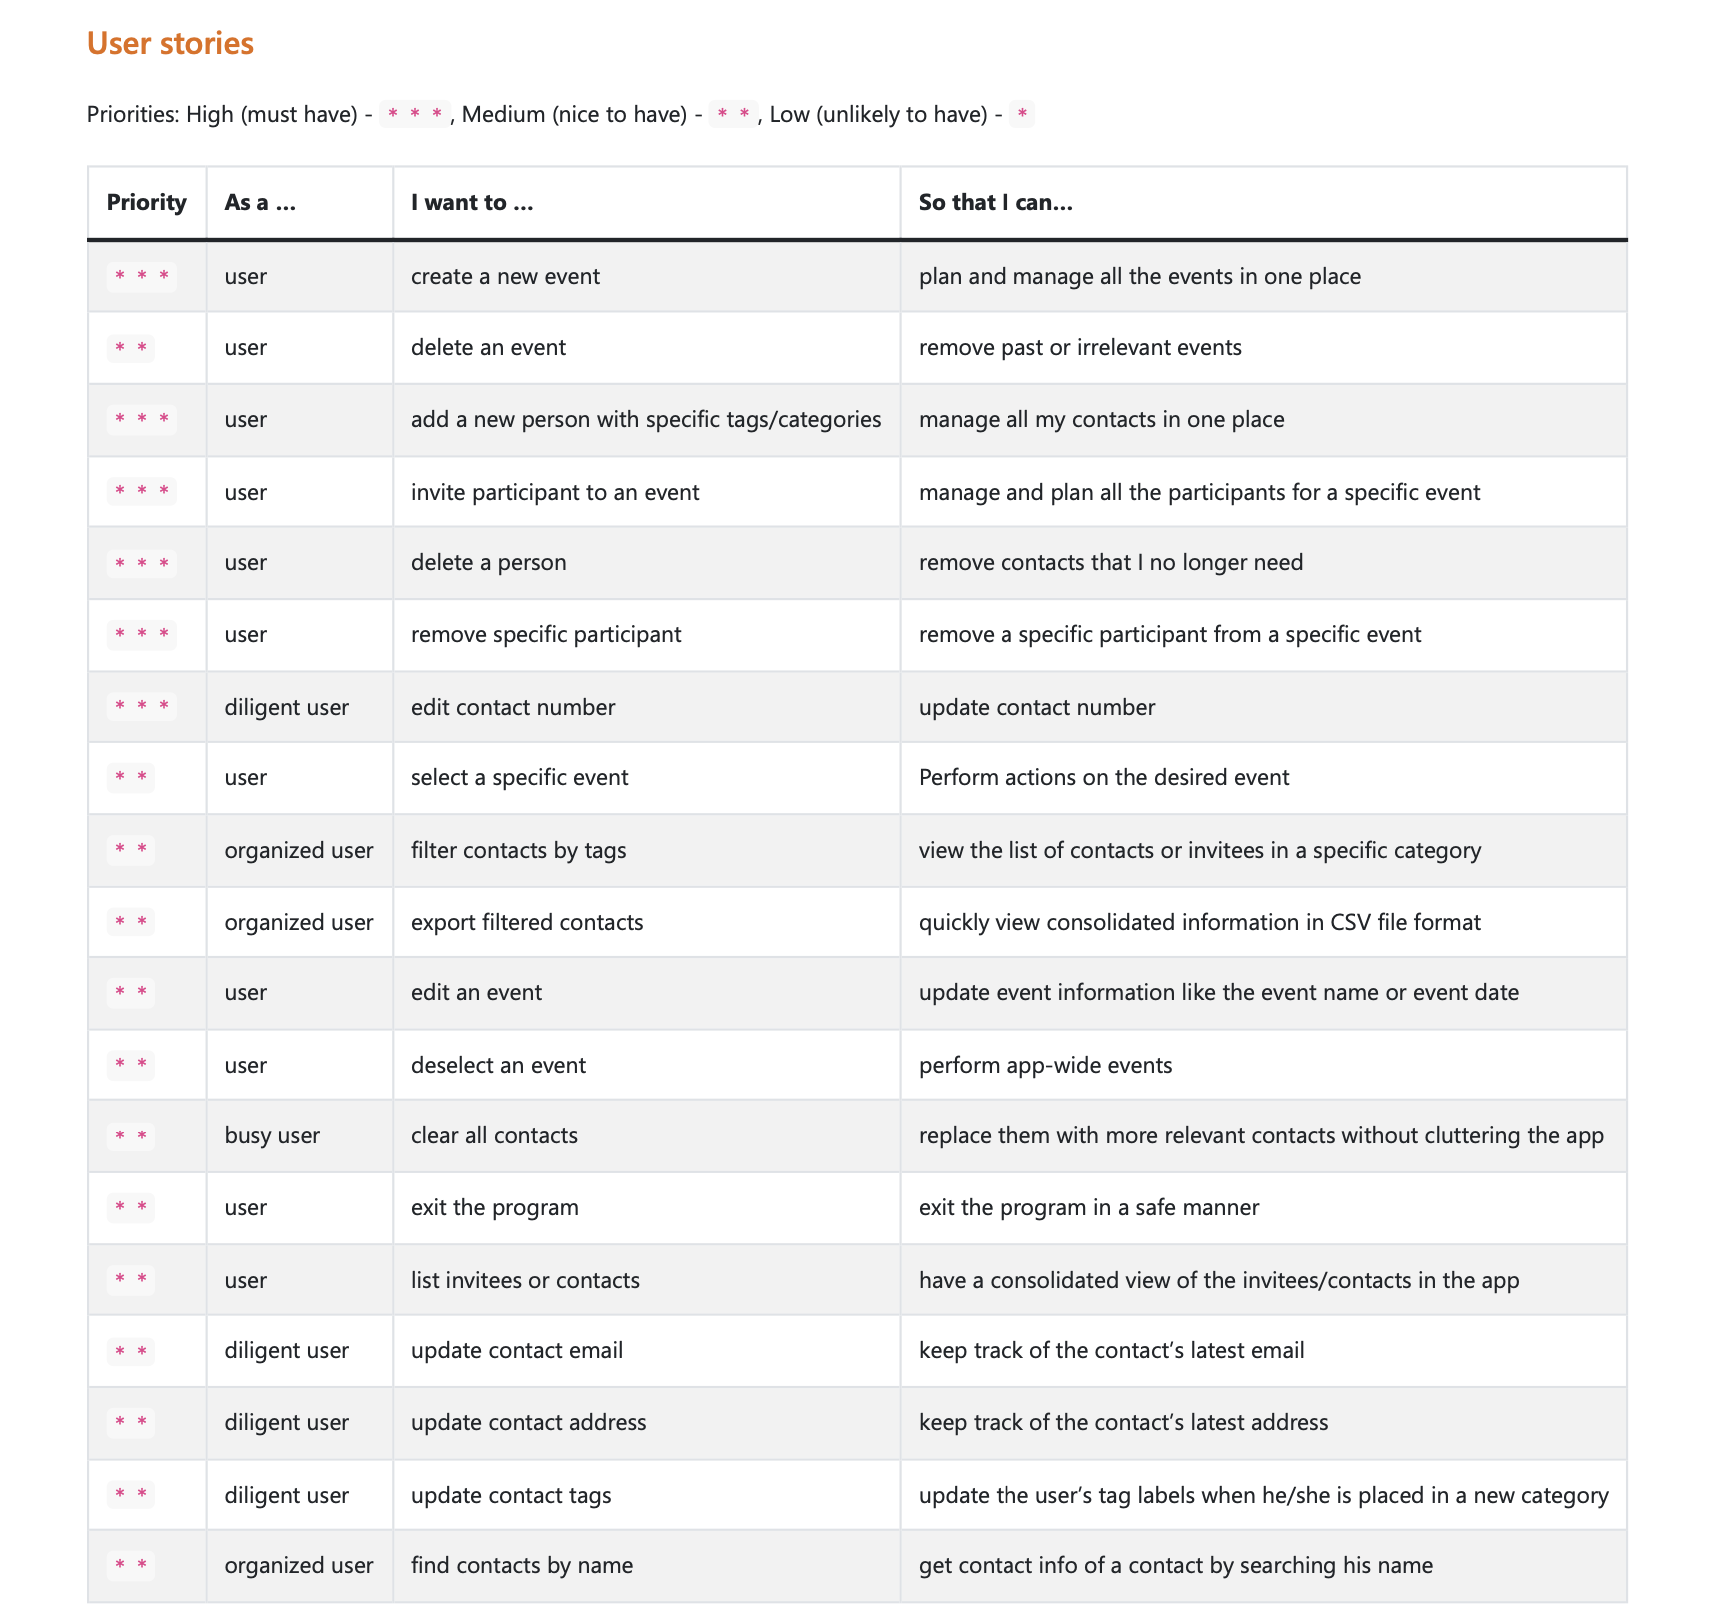 User stories
Priorities: High (must have) - * * *, Medium (nice to have) - * *, Low (unlikely to have) - *
Priority As a … I want to … So that I can…
* * * user create a new event plan and manage all the events in one place
* * user delete an event remove past or irrelevant events
* * * user add a new person with specific tags/categories manage all my contacts in one place
* * * user invite participant to an event manage and plan all the participants for a specific event
* * * user delete a person remove contacts that I no longer need
* * * user remove specific participant remove a specific participant from a specific event
* * * diligent user edit contact number update contact number
* * user select a specific event Perform actions on the desired event
* * organized user filter contacts by tags view the list of contacts or invitees in a specific category
* * organized user export filtered contacts quickly view consolidated information in CSV file format
* * user edit an event update event information like the event name or event date
* * user deselect an event perform app-wide events
* * busy user clear all contacts replace them with more relevant contacts without cluttering the app
* * user exit the program exit the program in a safe manner
* * user list invitees or contacts have a consolidated view of the invitees/contacts in the app
* * diligent user update contact email keep track of the contact’s latest email
* * diligent user update contact address keep track of the contact’s latest address
* * diligent user update contact tags update the user’s tag labels when he/she is placed in a new category
* * organized user find contacts by name get contact info of a contact by searching his name